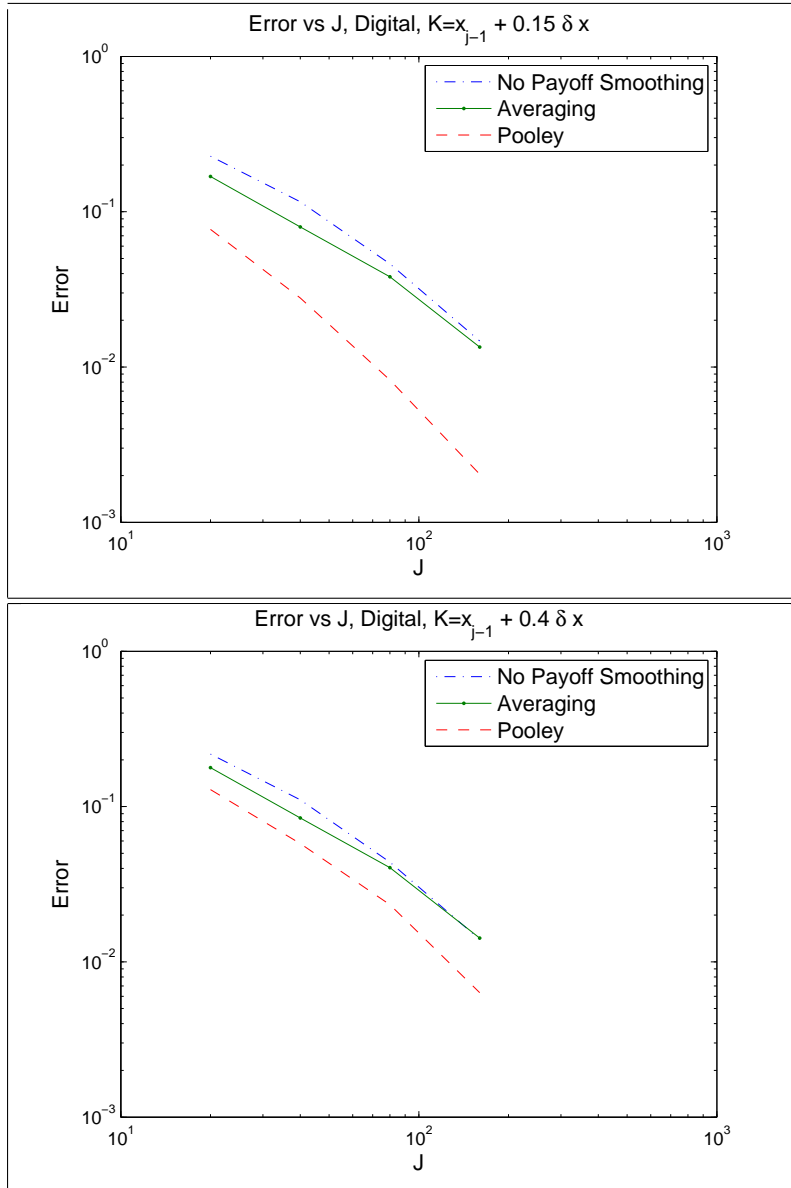 Error vs J, Digital, K=x_{j−1} + 0.15 δ x
10^0
10^{−1}
10^{−2}
10^{−3}
Error
No Payoff Smoothing
Averaging
Pooley
10^1
10^2
10^3
J
Error vs J, Digital, K=x_{j−1} + 0.4 δ x
10^0
10^{−1}
10^{−2}
10^{−3}
Error
No Payoff Smoothing
Averaging
Pooley
10^1
10^2
10^3
J